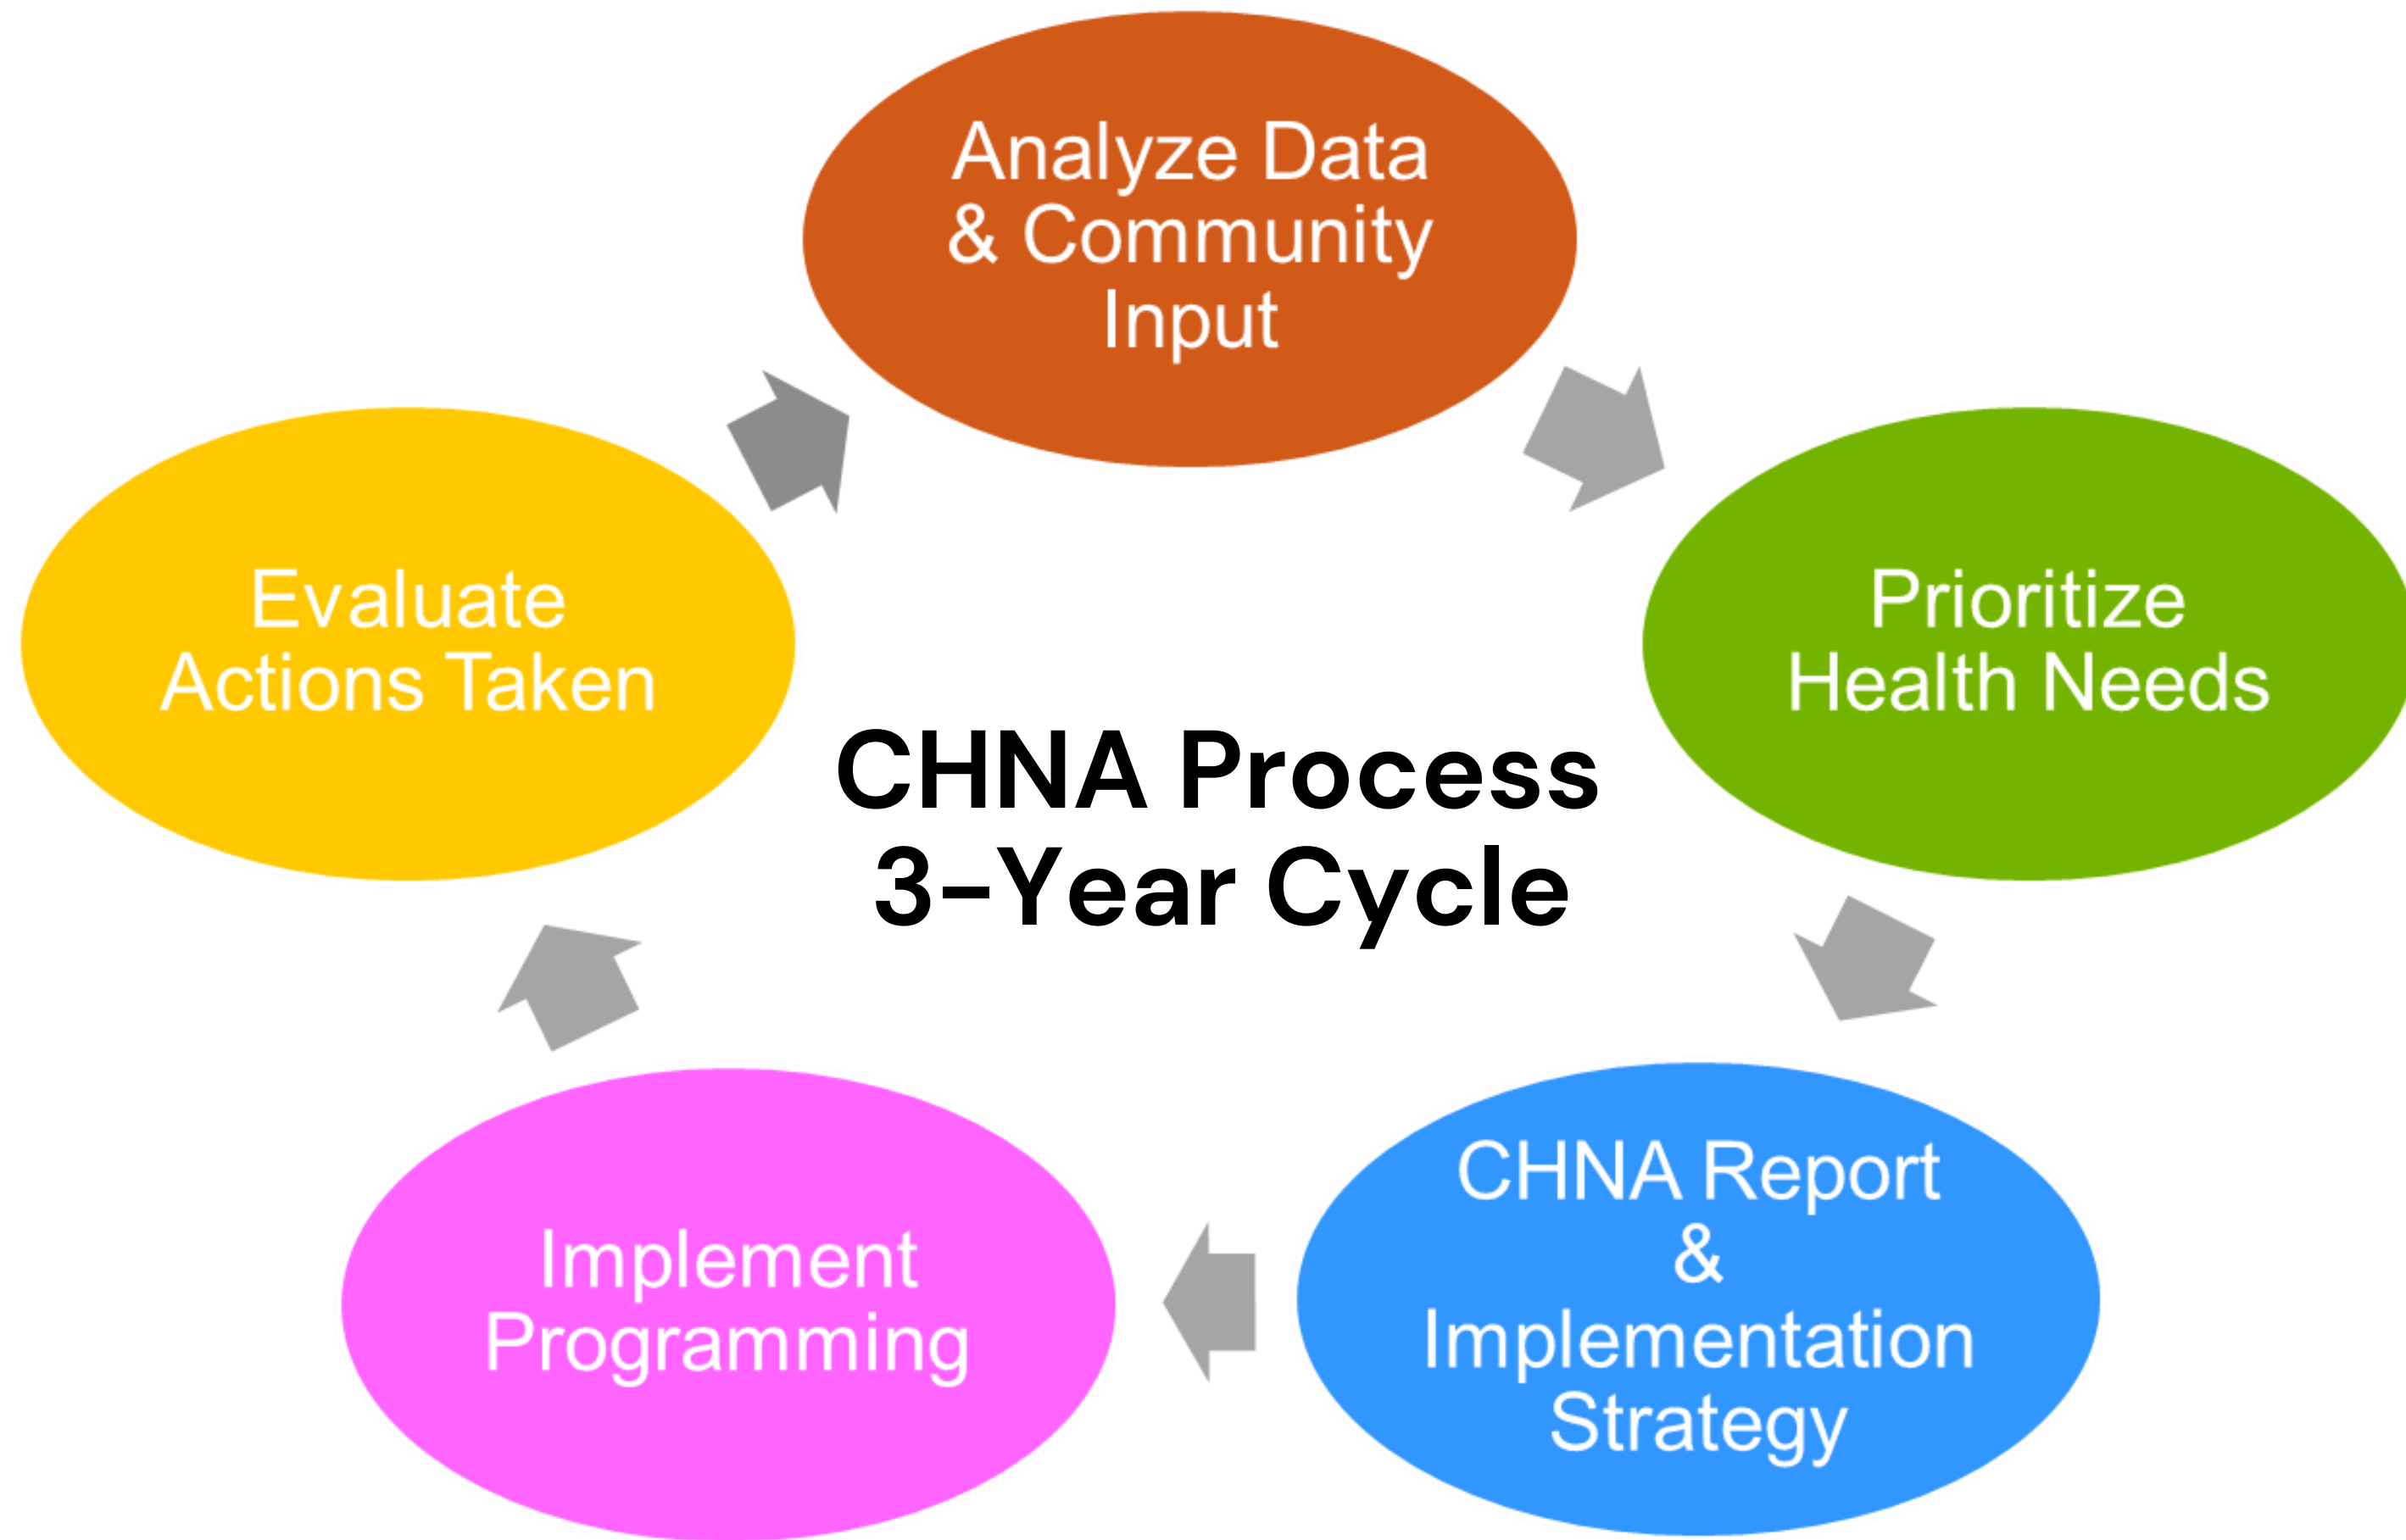 Analyze Data
& Community
Input
Prioritize
Health Needs
CHNA Report
&
Implementation
Strategy
Implement
Programming
Evaluate
Actions Taken
CHNA Process
3-Year Cycle